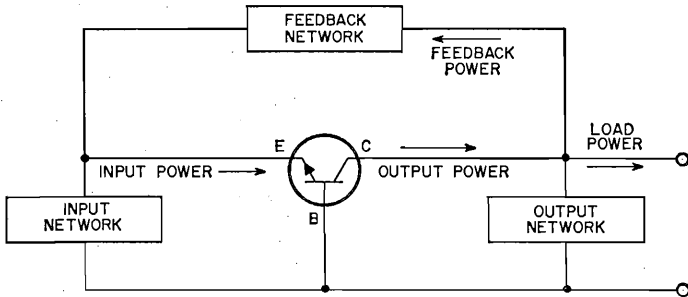 FEEDBACK
NETWORK
FEEDBACK
POWER
E
C
LOAD
POWER
INPUT POWER
OUTPUT POWER
INPUT
NETWORK
B
OUTPUT
NETWORK